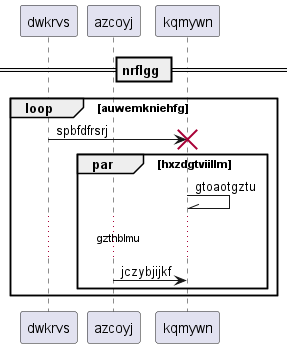 dwkrvs azcoyj kqmywn
nrflgg
loop [auwemkniehfg]
spbfdfrsrj
par [hxzdgtviillm]
gtoaotgztu
gzthblmu
jczybjijkf
dwkrvs azcoyj kqmywn